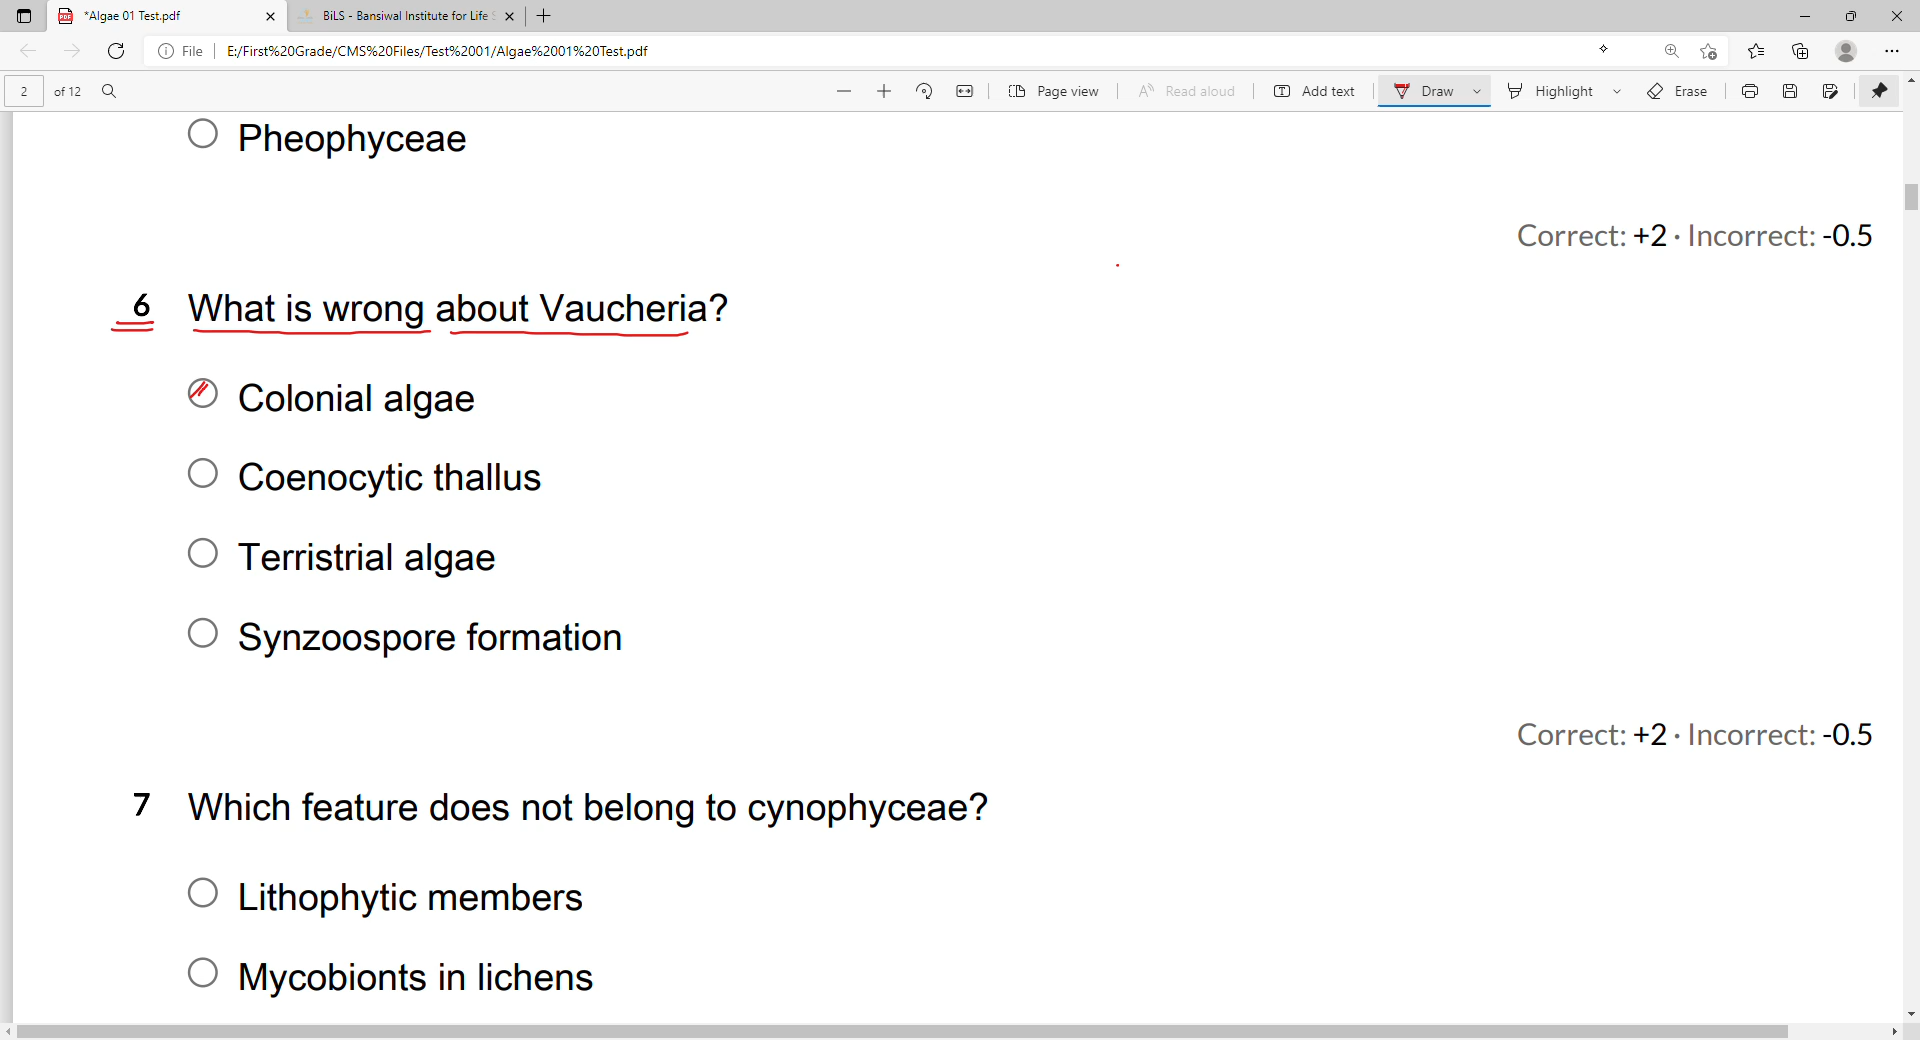 *Algae 01 Test.pdf
BiLS - Bansiwal Institute for Life S
File
E:/First%20Grade/CMS%20Files/Test%2001/Algae%2001%20Test.pdf
2 of 12
Page view
Read aloud
Add text
Draw
Highlight
Erase
Pheophyceae
Correct: +2 · Incorrect: -0.5
6 What is wrong about Vaucheria?
Colonial algae
Coenocytic thallus
Terristrial algae
Synzoospore formation
Correct: +2 · Incorrect: -0.5
7 Which feature does not belong to cynophyceae?
Lithophytic members
Mycobionts in lichens